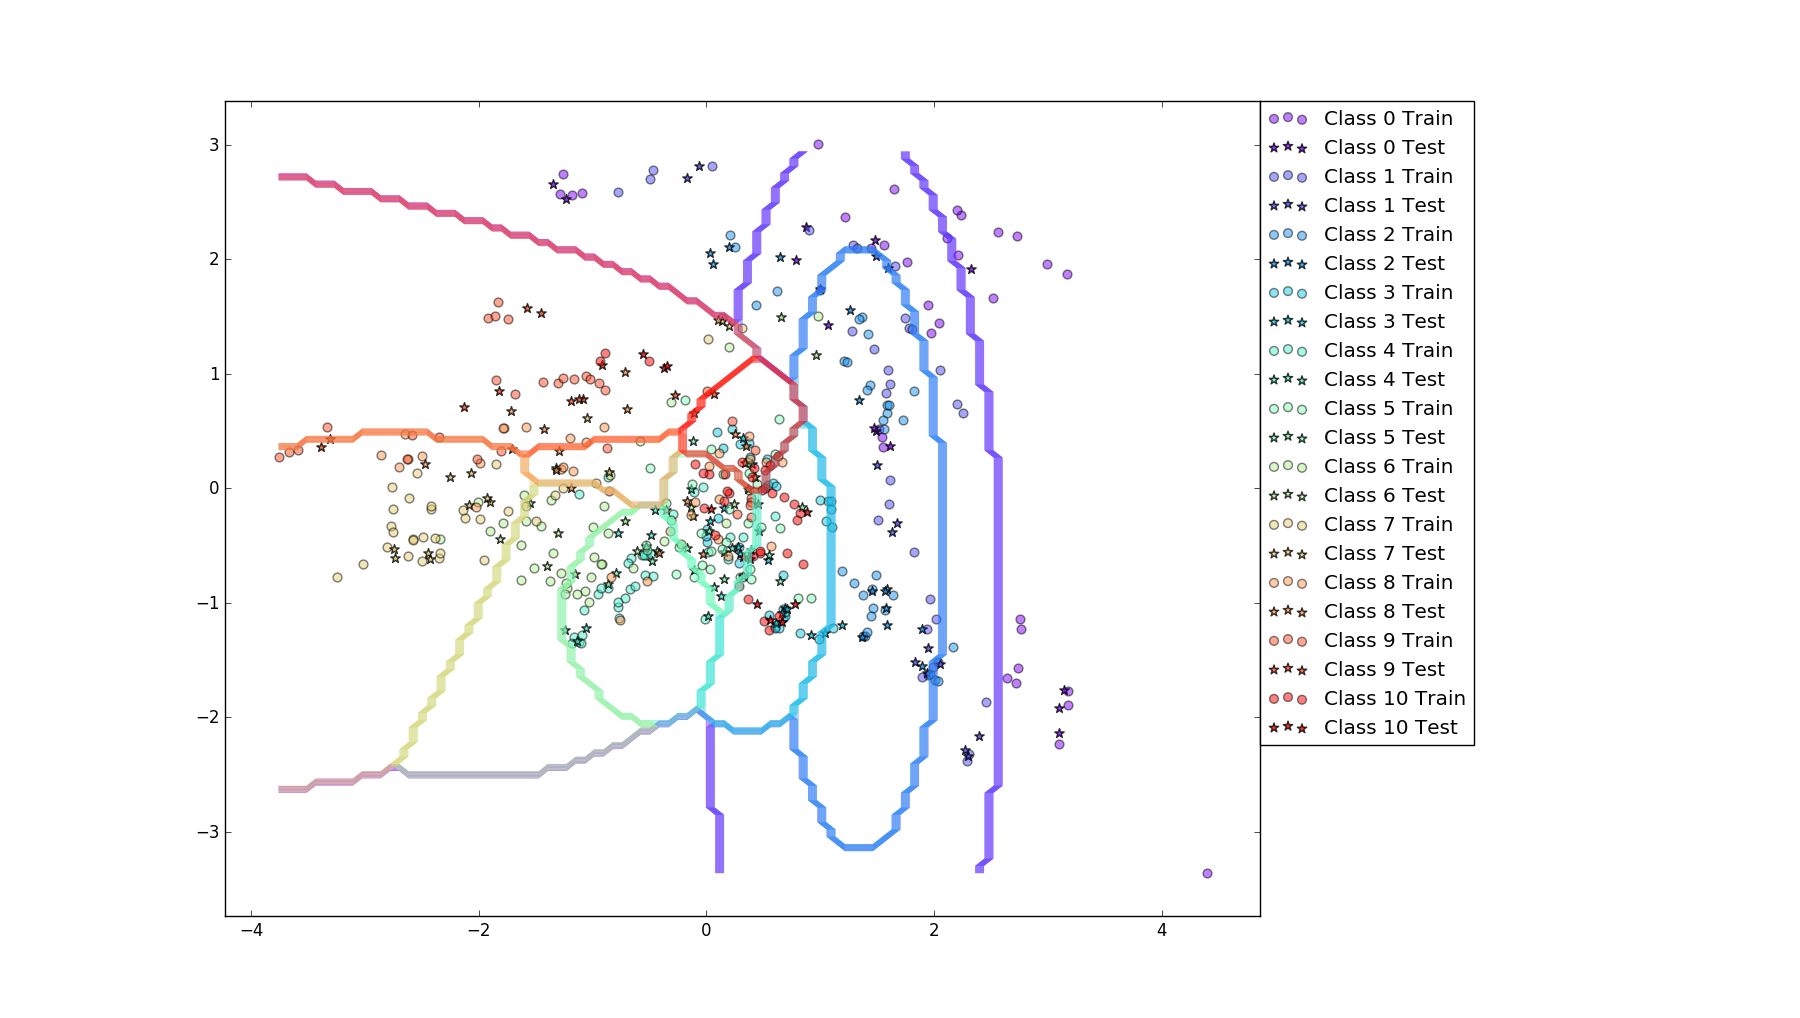 3
2
1
0
−1
−2
−3
−4
−2
0
2
4
Class 0 Train
Class 0 Test
Class 1 Train
Class 1 Test
Class 2 Train
Class 2 Test
Class 3 Train
Class 3 Test
Class 4 Train
Class 4 Test
Class 5 Train
Class 5 Test
Class 6 Train
Class 6 Test
Class 7 Train
Class 7 Test
Class 8 Train
Class 8 Test
Class 9 Train
Class 9 Test
Class 10 Train
Class 10 Test